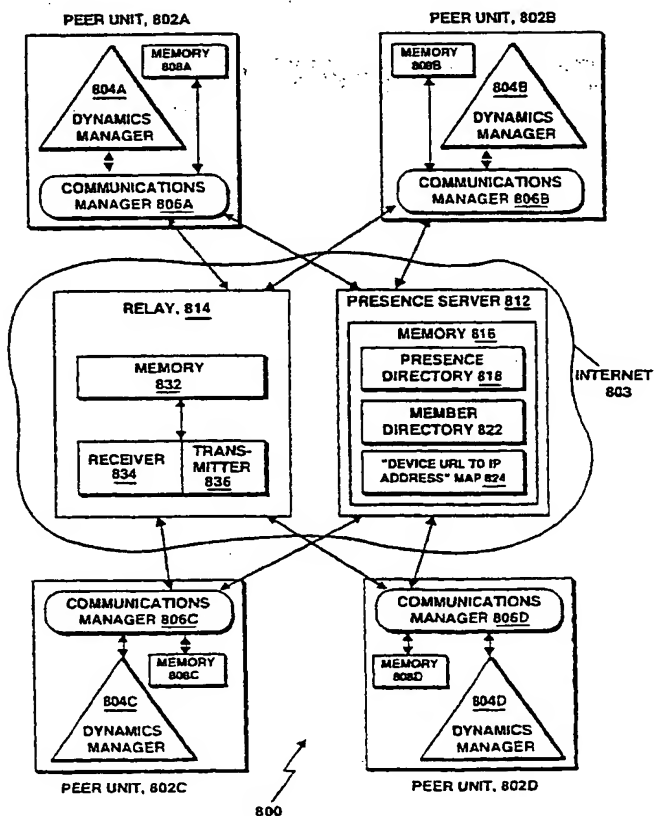 PEER UNIT, 802A
PEER UNIT, 802B
MEMORY
808A
804A
DYNAMICS
MANAGER
COMMUNICATIONS
MANAGER 806A
MEMORY
808B
804B
DYNAMICS
MANAGER
COMMUNICATIONS
MANAGER 806B
RELAY, 814
MEMORY
832
RECEIVER
834
TRANS-
MITTER
836
PRESENCE SERVER 812
MEMORY 816
PRESENCE
DIRECTORY 818
MEMBER
DIRECTORY 822
"DEVICE URL TO IP
ADDRESS" MAP 824
INTERNET
803
COMMUNICATIONS
MANAGER 806C
MEMORY
808C
804C
DYNAMICS
MANAGER
PEER UNIT, 802C
COMMUNICATIONS
MANAGER 806D
MEMORY
808D
804D
DYNAMICS
MANAGER
PEER UNIT, 802D
800